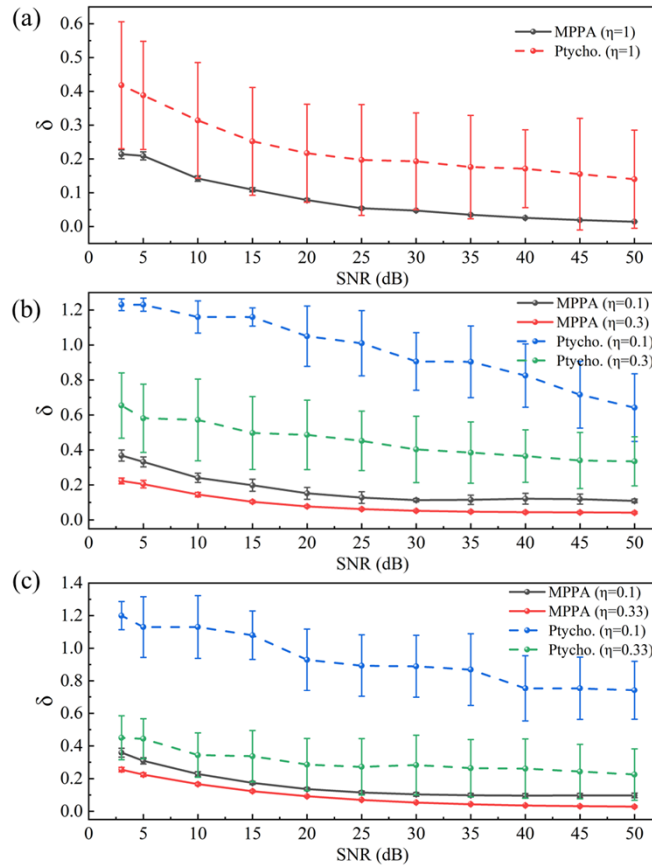 (a)
0.6
0.5
0.4
0.3
0.2
0.1
0.0
δ
MPPA (η=1)
Ptycho. (η=1)
0 5 10 15 20 25 30 35 40 45 50
SNR (dB)
(b)
1.2
1.0
0.8
0.6
0.4
0.2
0.0
δ
MPPA (η=0.1)
MPPA (η=0.3)
Ptycho. (η=0.1)
Ptycho. (η=0.3)
0 5 10 15 20 25 30 35 40 45 50
SNR (dB)
(c)
1.4
1.2
1.0
0.8
0.6
0.4
0.2
0.0
δ
MPPA (η=0.1)
MPPA (η=0.33)
Ptycho. (η=0.1)
Ptycho. (η=0.33)
0 5 10 15 20 25 30 35 40 45 50
SNR (dB)